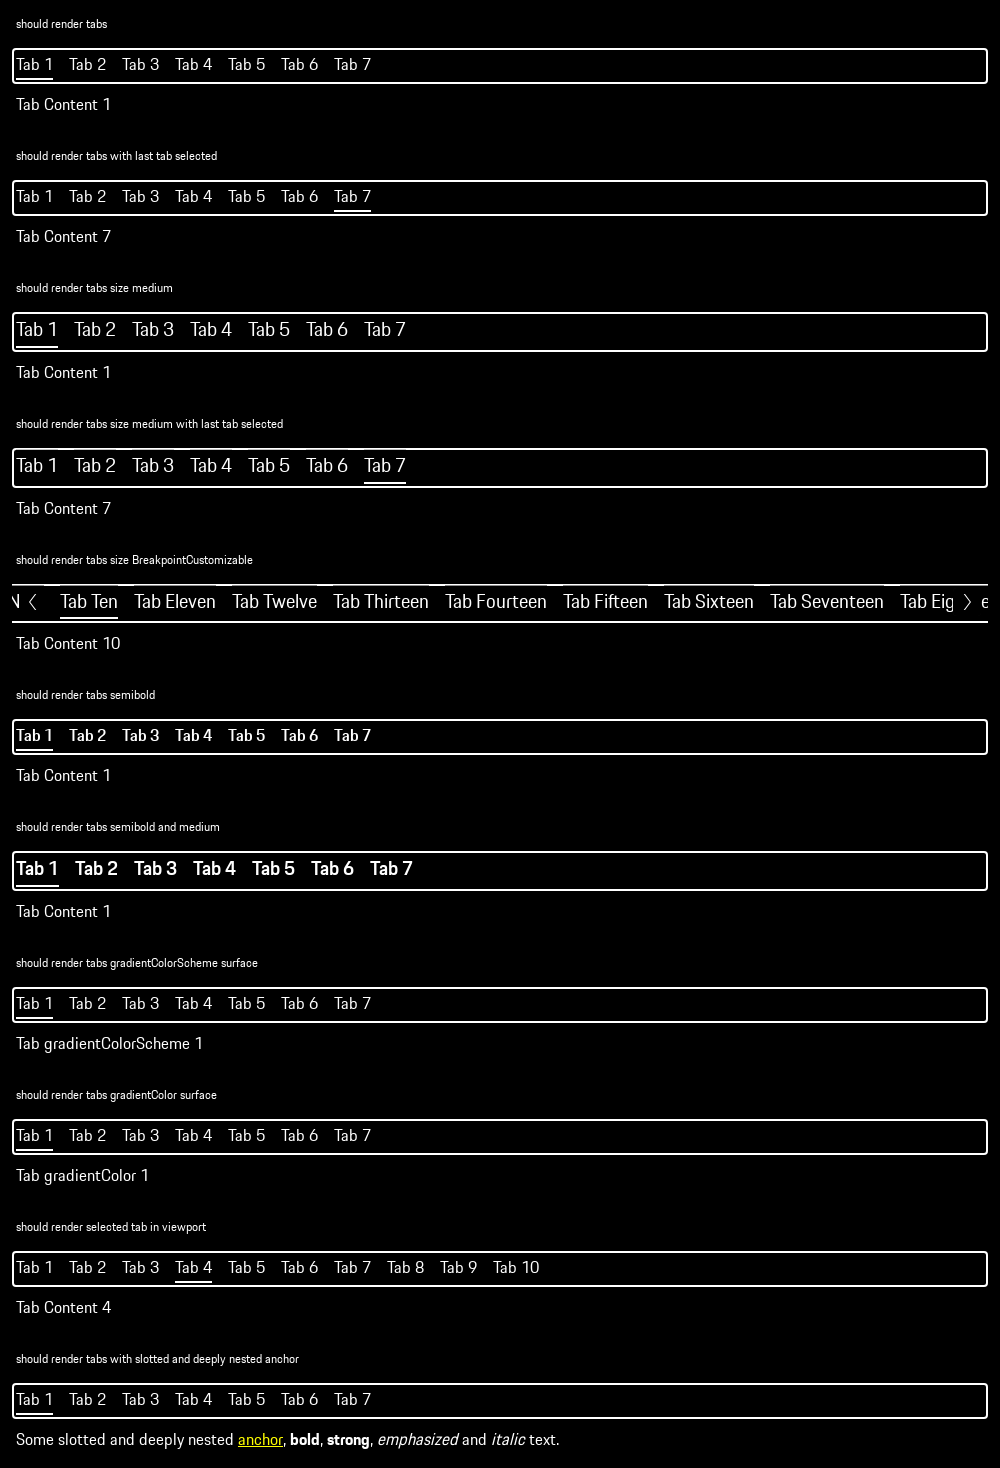 should render tabs
Tab 1 Tab 2 Tab 3 Tab 4 Tab 5 Tab 6 Tab 7
Tab Content 1
should render tabs with last tab selected
Tab 1 Tab 2 Tab 3 Tab 4 Tab 5 Tab 6 Tab 7
Tab Content 7
should render tabs size medium
Tab 1 Tab 2 Tab 3 Tab 4 Tab 5 Tab 6 Tab 7
Tab Content 1
should render tabs size medium with last tab selected
Tab 1 Tab 2 Tab 3 Tab 4 Tab 5 Tab 6 Tab 7
Tab Content 7
should render tabs size BreakpointCustomizable
Tab Ten Tab Eleven Tab Twelve Tab Thirteen Tab Fourteen Tab Fifteen Tab Sixteen Tab Seventeen Tab Eig
Tab Content 10
should render tabs semibold
Tab 1 Tab 2 Tab 3 Tab 4 Tab 5 Tab 6 Tab 7
Tab Content 1
should render tabs semibold and medium
Tab 1 Tab 2 Tab 3 Tab 4 Tab 5 Tab 6 Tab 7
Tab Content 1
should render tabs gradientColorScheme surface
Tab 1 Tab 2 Tab 3 Tab 4 Tab 5 Tab 6 Tab 7
Tab gradientColorScheme 1
should render tabs gradientColor surface
Tab 1 Tab 2 Tab 3 Tab 4 Tab 5 Tab 6 Tab 7
Tab gradientColor 1
should render selected tab in viewport
Tab 1 Tab 2 Tab 3 Tab 4 Tab 5 Tab 6 Tab 7 Tab 8 Tab 9 Tab 10
Tab Content 4
should render tabs with slotted and deeply nested anchor
Tab 1 Tab 2 Tab 3 Tab 4 Tab 5 Tab 6 Tab 7
Some slotted and deeply nested anchor, bold, strong, emphasized and italic text.